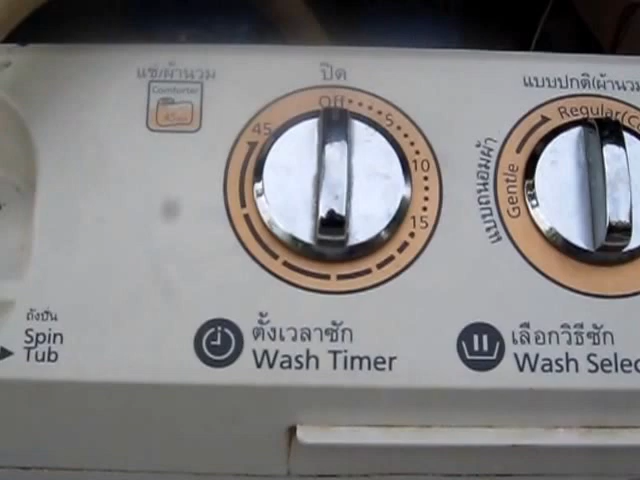 แช่/ผ้านวม
Comforter
45
ปิด
Off
5
10
15
45
แบบปกติ/ผ้านวม
Regular
Gentle
แบบถนอมผ้า
ถังปั่น
Spin
Tub
ตั้งเวลาซัก
Wash Timer
เลือกวิธีซัก
Wash